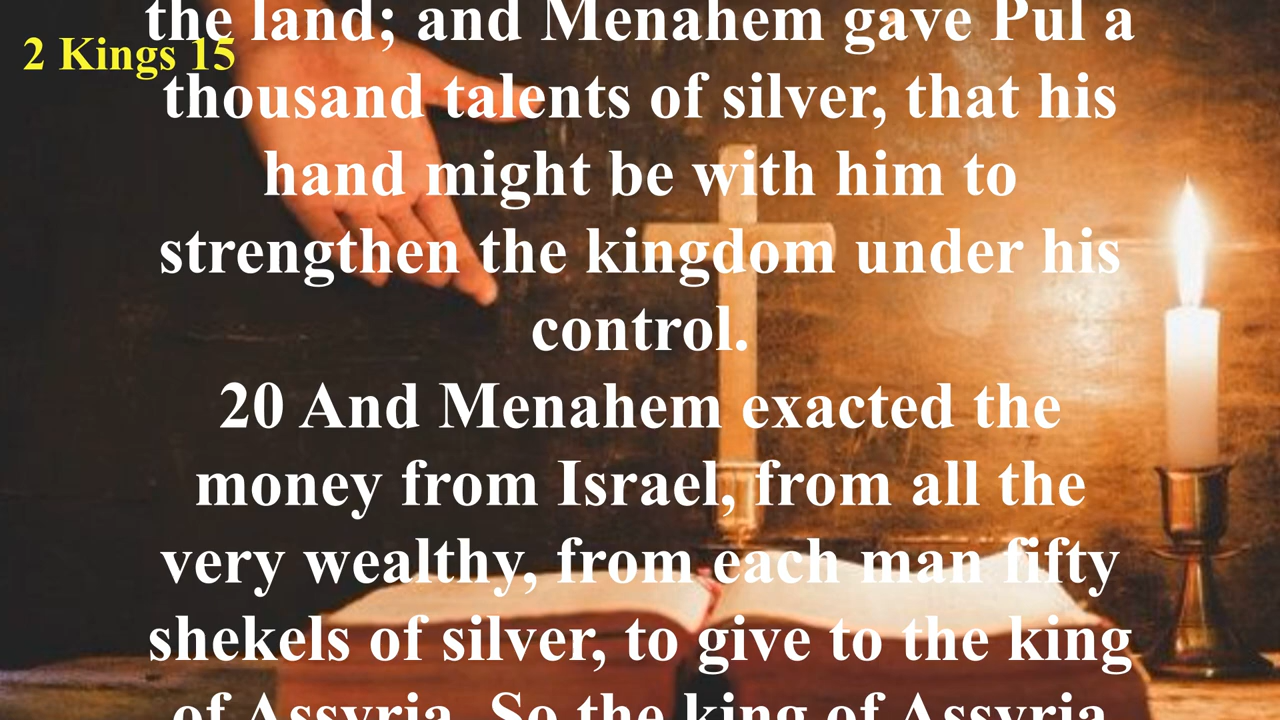 the land; and Menahem gave Pul a
2 Kings 15
thousand talents of silver, that his
hand might be with him to
strengthen the kingdom under his
control.
20 And Menahem exacted the
money from Israel, from all the
very wealthy, from each man fifty
shekels of silver, to give to the king
of Assyria. So the king of Assyria